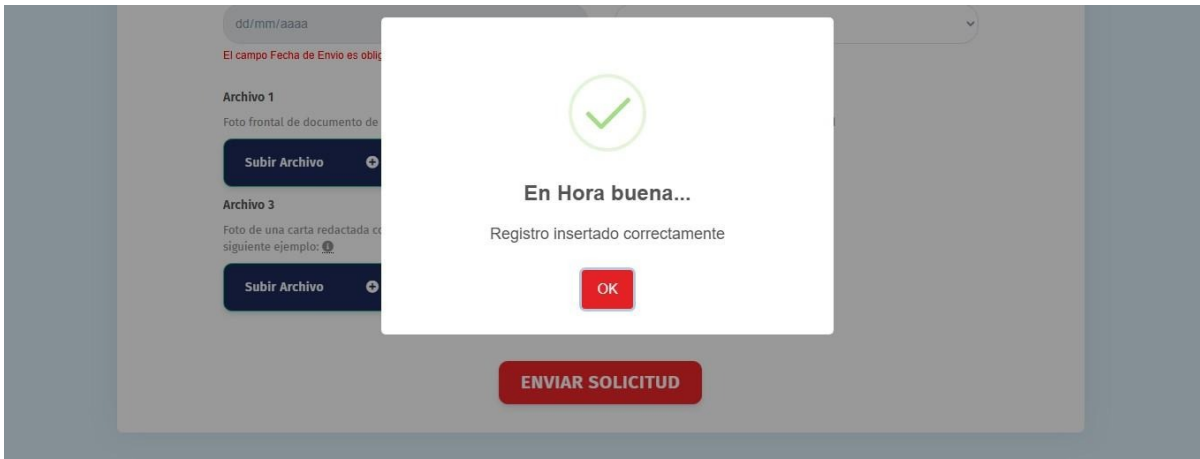 dd/mm/aaaa
El campo Fecha de Envio es
Archivo 1
Foto frontal de documento de
Subir Archivo
En Hora buena...
Archivo 3
Foto de una carta redactada
siguiente ejemplo:
Registro insertado correctamente
Subir Archivo
OK
ENVIAR SOLICITUD